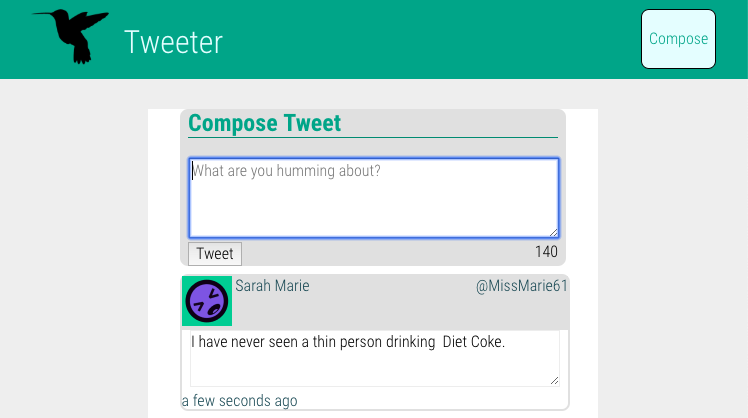 Tweeter
Compose
Compose Tweet
What are you humming about?
Tweet
140
Sarah Marie
@MissMarie61
I have never seen a thin person drinking  Diet Coke.
a few seconds ago